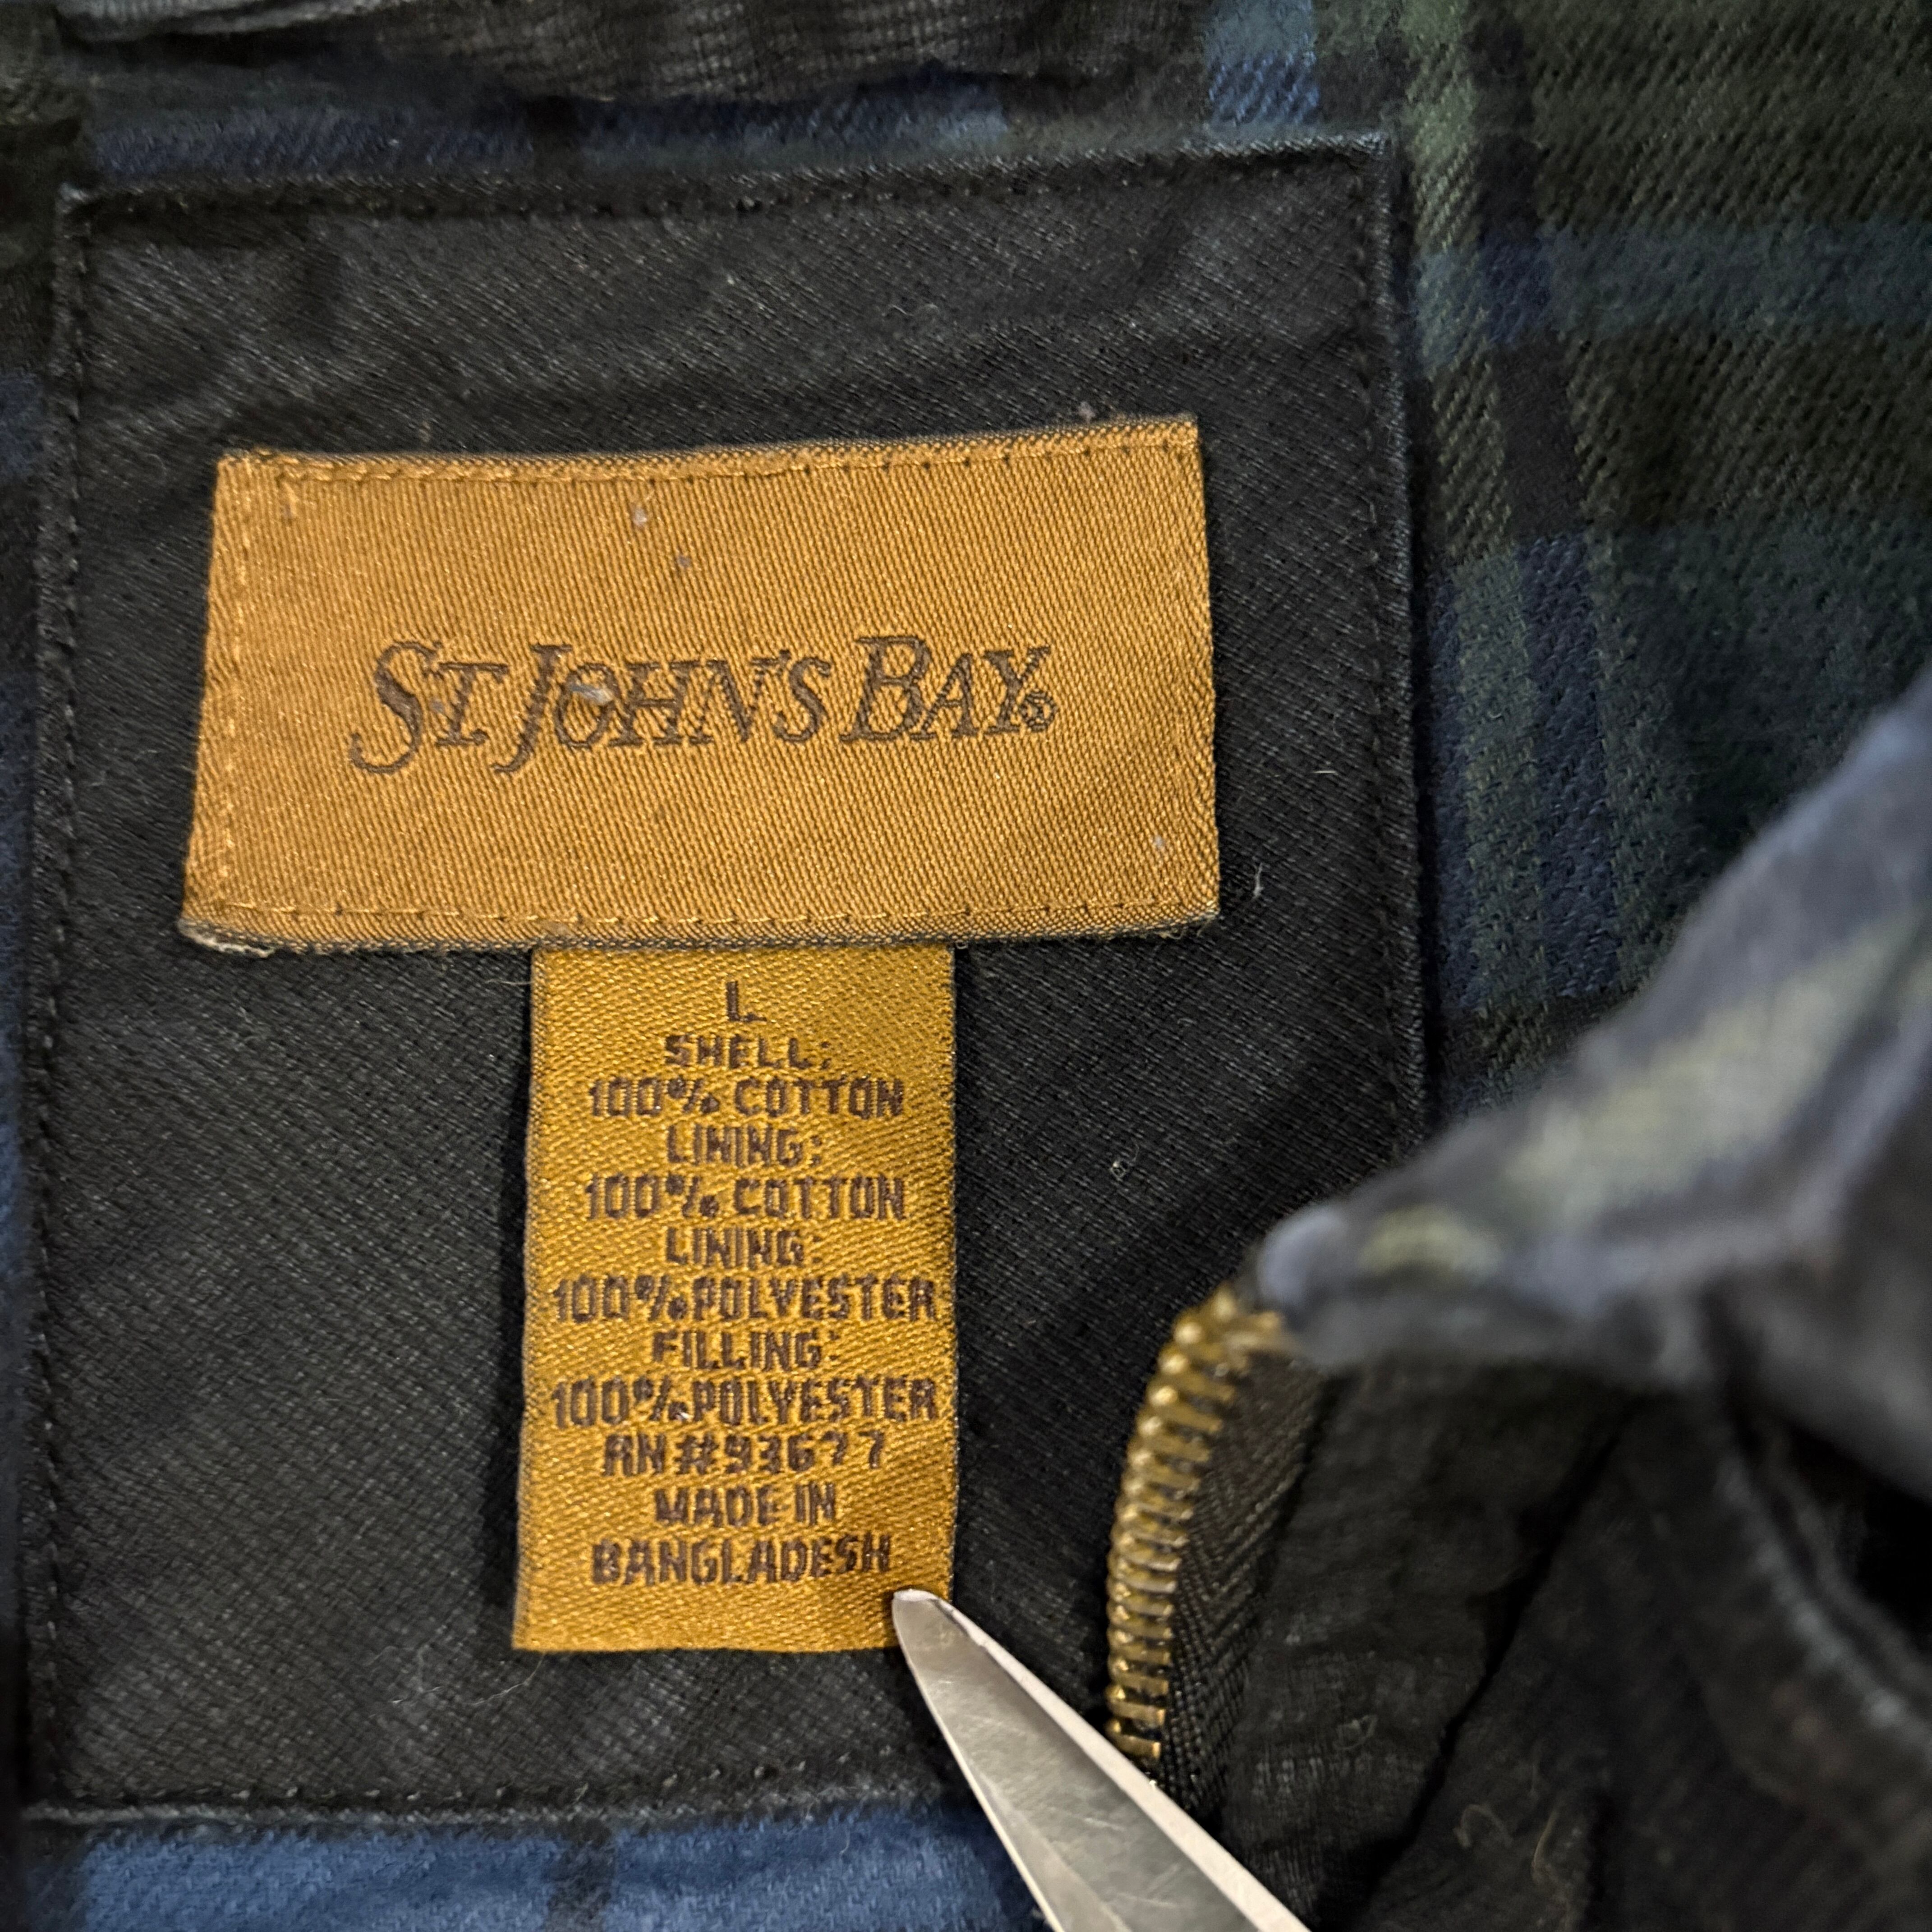 ST JOHN'S BAY®
L
SHELL:
100% COTTON
LINING:
100% COTTON
LINING:
100% POLYESTER
FILLING:
100% POLYESTER
RN#93677
MADE IN
BANGLADESH